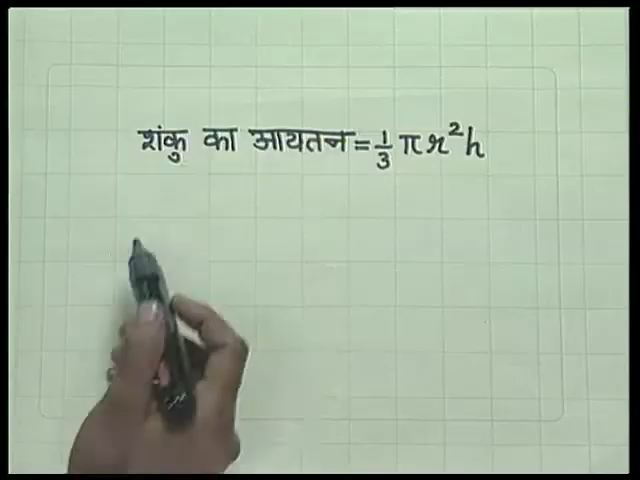 शंकु का आयतन = 1/3 πr²h